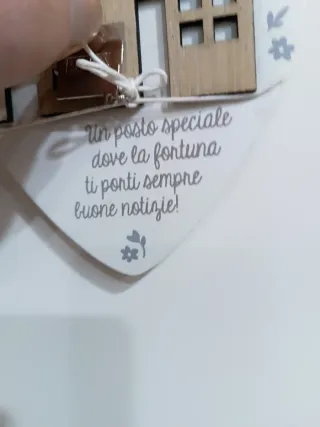 Un posto speciale
dove la fortuna
ti porti sempre
buone notizie!